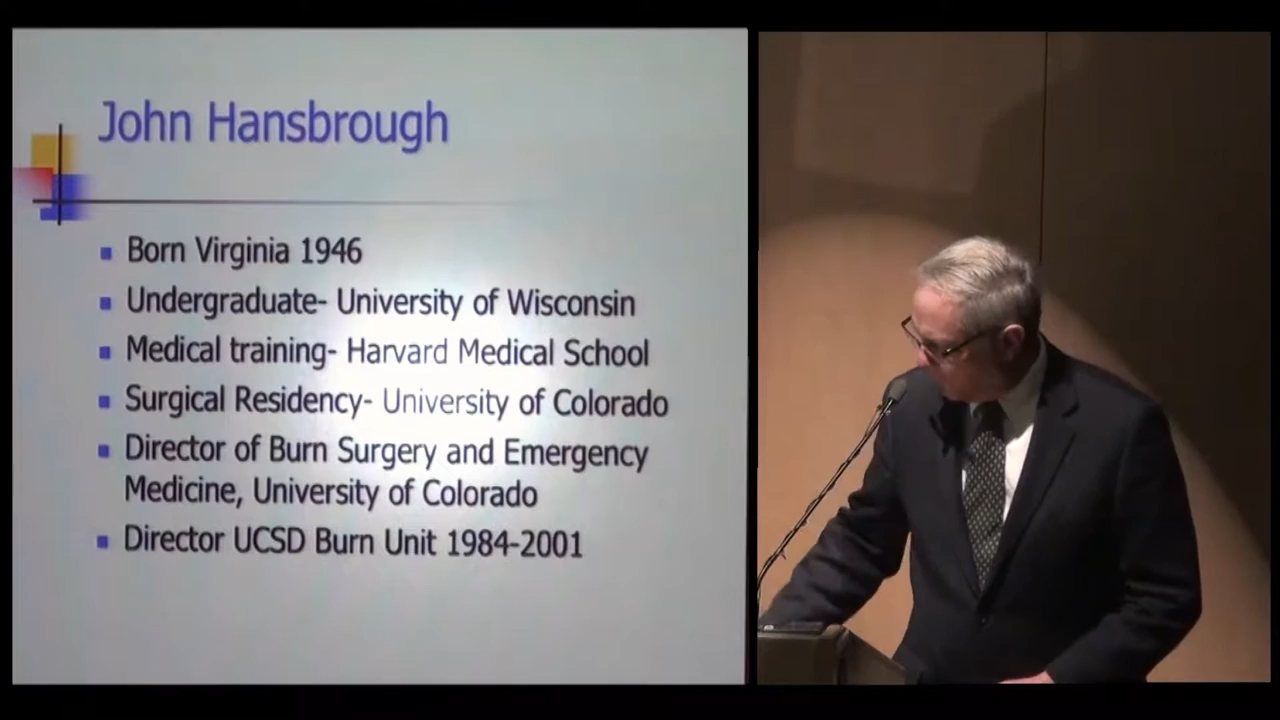 John Hansbrough
Born Virginia 1946
Undergraduate- University of Wisconsin
Medical training- Harvard Medical School
Surgical Residency- University of Colorado
Director of Burn Surgery and Emergency
Medicine, University of Colorado
Director UCSD Burn Unit 1984-2001